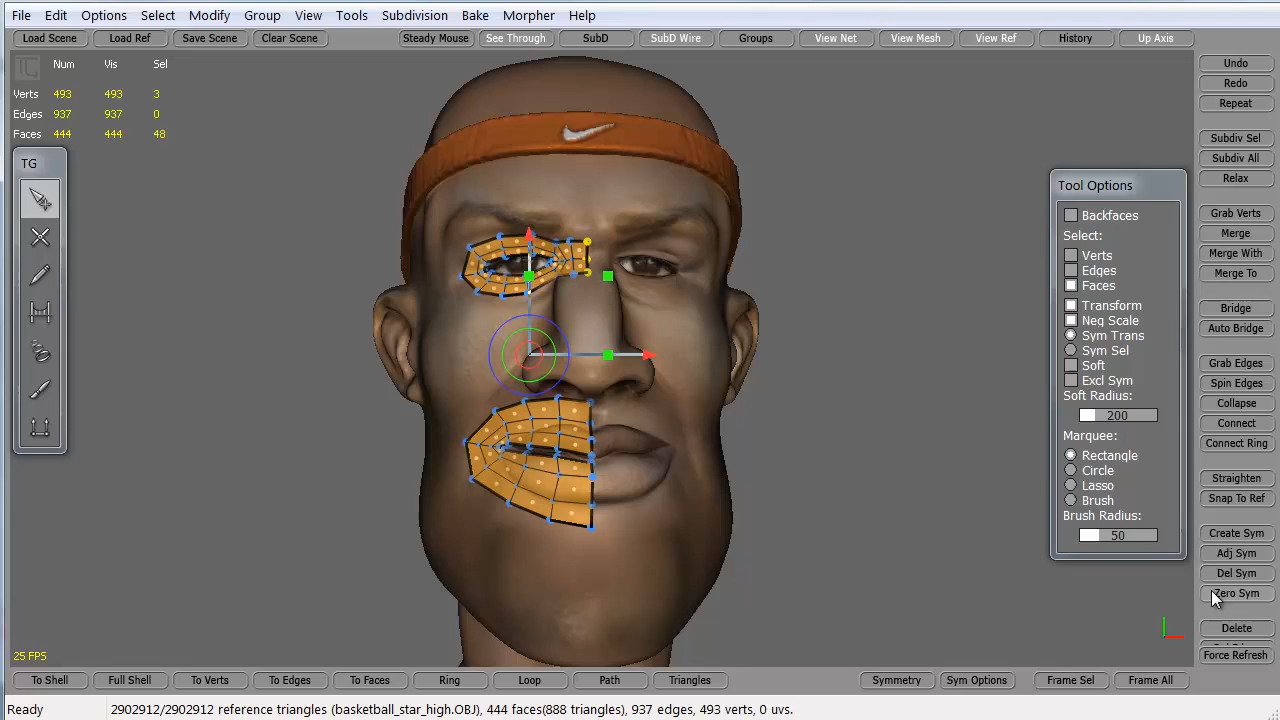 File Edit Options Select Modify Group View Tools Subdivision Bake Morpher Help
Load Scene Load Ref Save Scene Clear Scene Steady Mouse See Through SubD SubD Wire Groups View Net View Mesh View Ref History Up Axis
Num Vis Sel
Verts 493 493 3
Edges 937 937 0
Faces 444 444 48
TG
Tool Options
Backfaces
Select:
Verts
Edges
Faces
Transform
Neg Scale
Sym Trans
Sym Sel
Soft
Excl Sym
Soft Radius:
200
Marquee:
Rectangle
Circle
Lasso
Brush
Brush Radius:
50
Undo
Redo
Repeat
Subdiv Sel
Subdiv All
Relax
Grab Verts
Merge
Merge With
Merge To
Bridge
Auto Bridge
Grab Edges
Spin Edges
Collapse
Connect
Connect Ring
Straighten
Snap To Ref
Create Sym
Adj Sym
Del Sym
Zero Sym
Delete
Force Refresh
25 FPS
To Shell Full Shell To Verts To Edges To Faces Ring Loop Path Triangles Symmetry Sym Options Frame Sel Frame All
Ready 2902912/2902912 reference triangles (basketball_star_high.OBJ), 444 faces(888 triangles), 937 edges, 493 verts, 0 uvs.